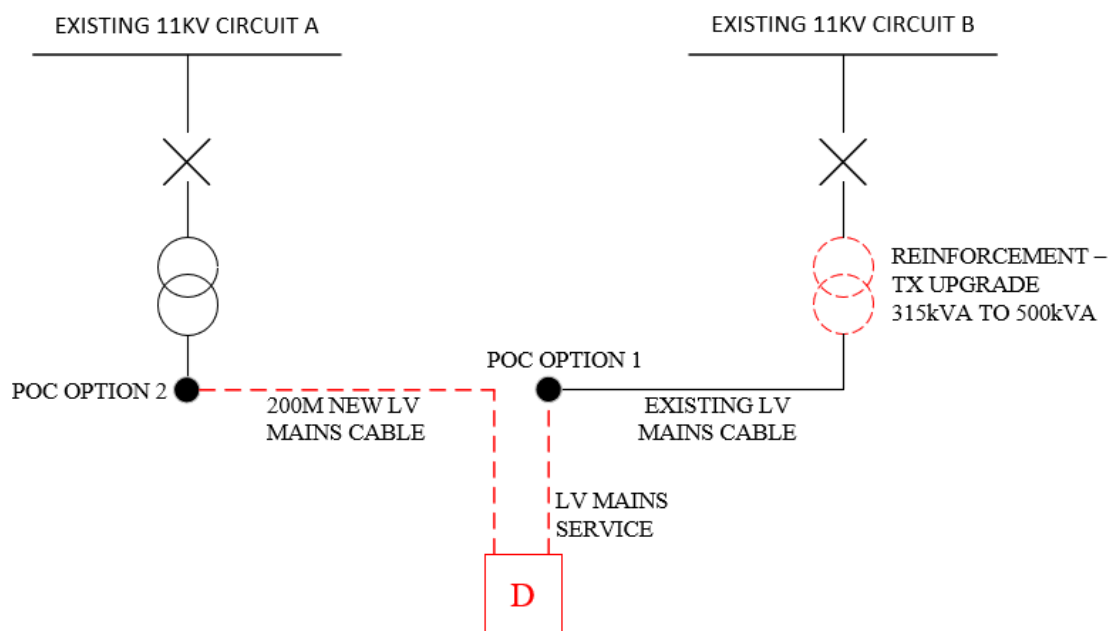 EXISTING 11KV CIRCUIT A
EXISTING 11KV CIRCUIT B
REINFORCEMENT –
TX UPGRADE
315kVA TO 500kVA
POC OPTION 1
POC OPTION 2
200M NEW LV
MAINS CABLE
EXISTING LV
MAINS CABLE
LV MAINS
SERVICE
D